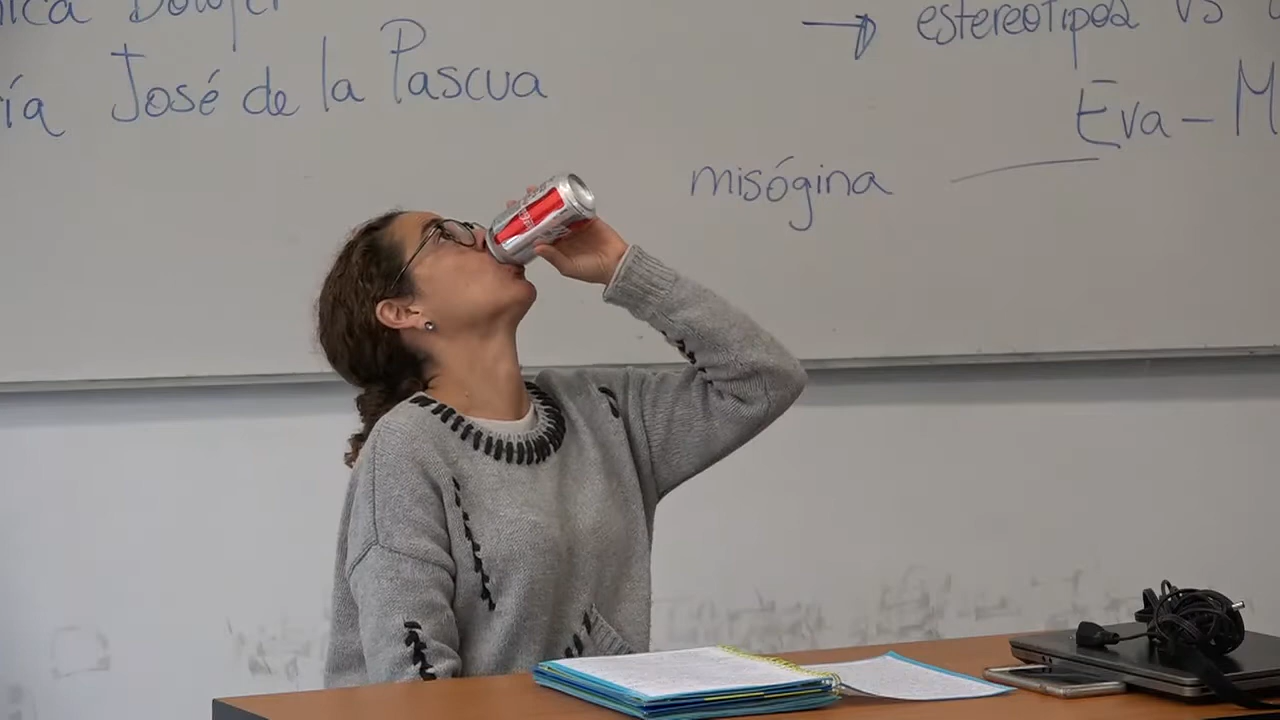 José de la Pascua
→ estereotipos vs
Eva - M
misógina